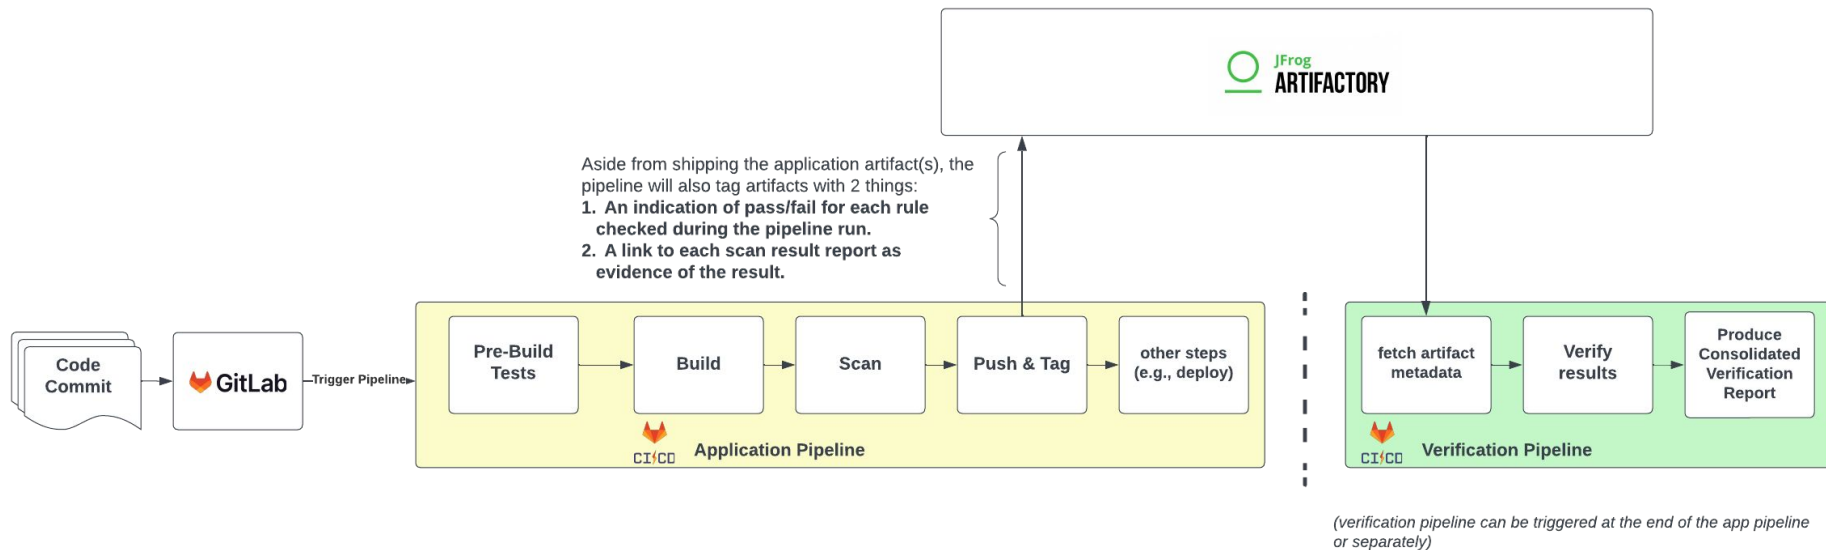 JFrog
ARTIFACTORY
Aside from shipping the application artifact(s), the
pipeline will also tag artifacts with 2 things:
1. An indication of pass/fail for each rule
checked during the pipeline run.
2. A link to each scan result report as
evidence of the result.
Code
Commit
GitLab
Trigger Pipeline
Pre-Build
Tests
Build
Scan
Push & Tag
other steps
(e.g., deploy)
CI/CD
Application Pipeline
fetch artifact
metadata
Verify
results
Produce
Consolidated
Verification
Report
CI/CD
Verification Pipeline
(verification pipeline can be triggered at the end of the app pipeline
or separately)